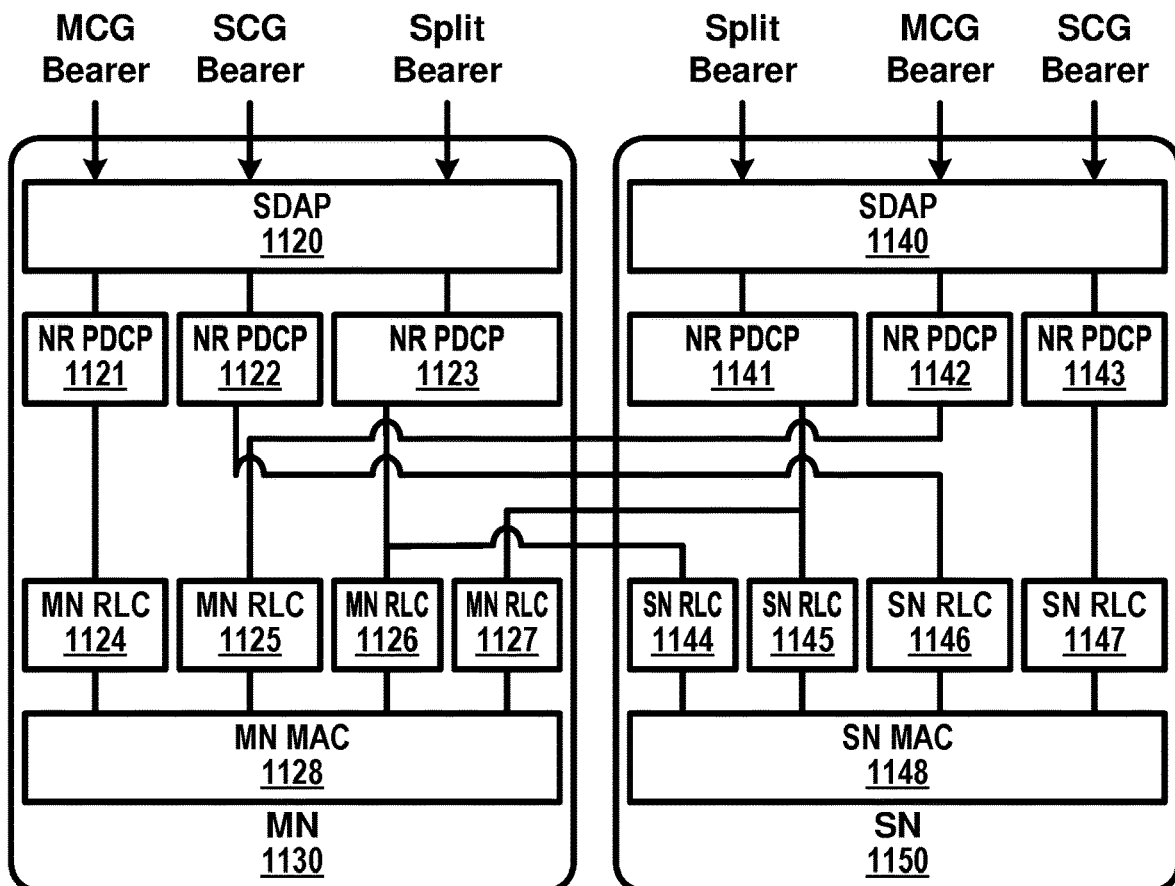 MCG Bearer
SCG Bearer
Split Bearer
Split Bearer
MCG Bearer
SCG Bearer
SDAP
1120
SDAP
1140
NR PDCP
1121
NR PDCP
1122
NR PDCP
1123
NR PDCP
1141
NR PDCP
1142
NR PDCP
1143
MN RLC
1124
MN RLC
1125
MN RLC
1126
MN RLC
1127
SN RLC
1144
SN RLC
1145
SN RLC
1146
SN RLC
1147
MN MAC
1128
SN MAC
1148
MN
1130
SN
1150